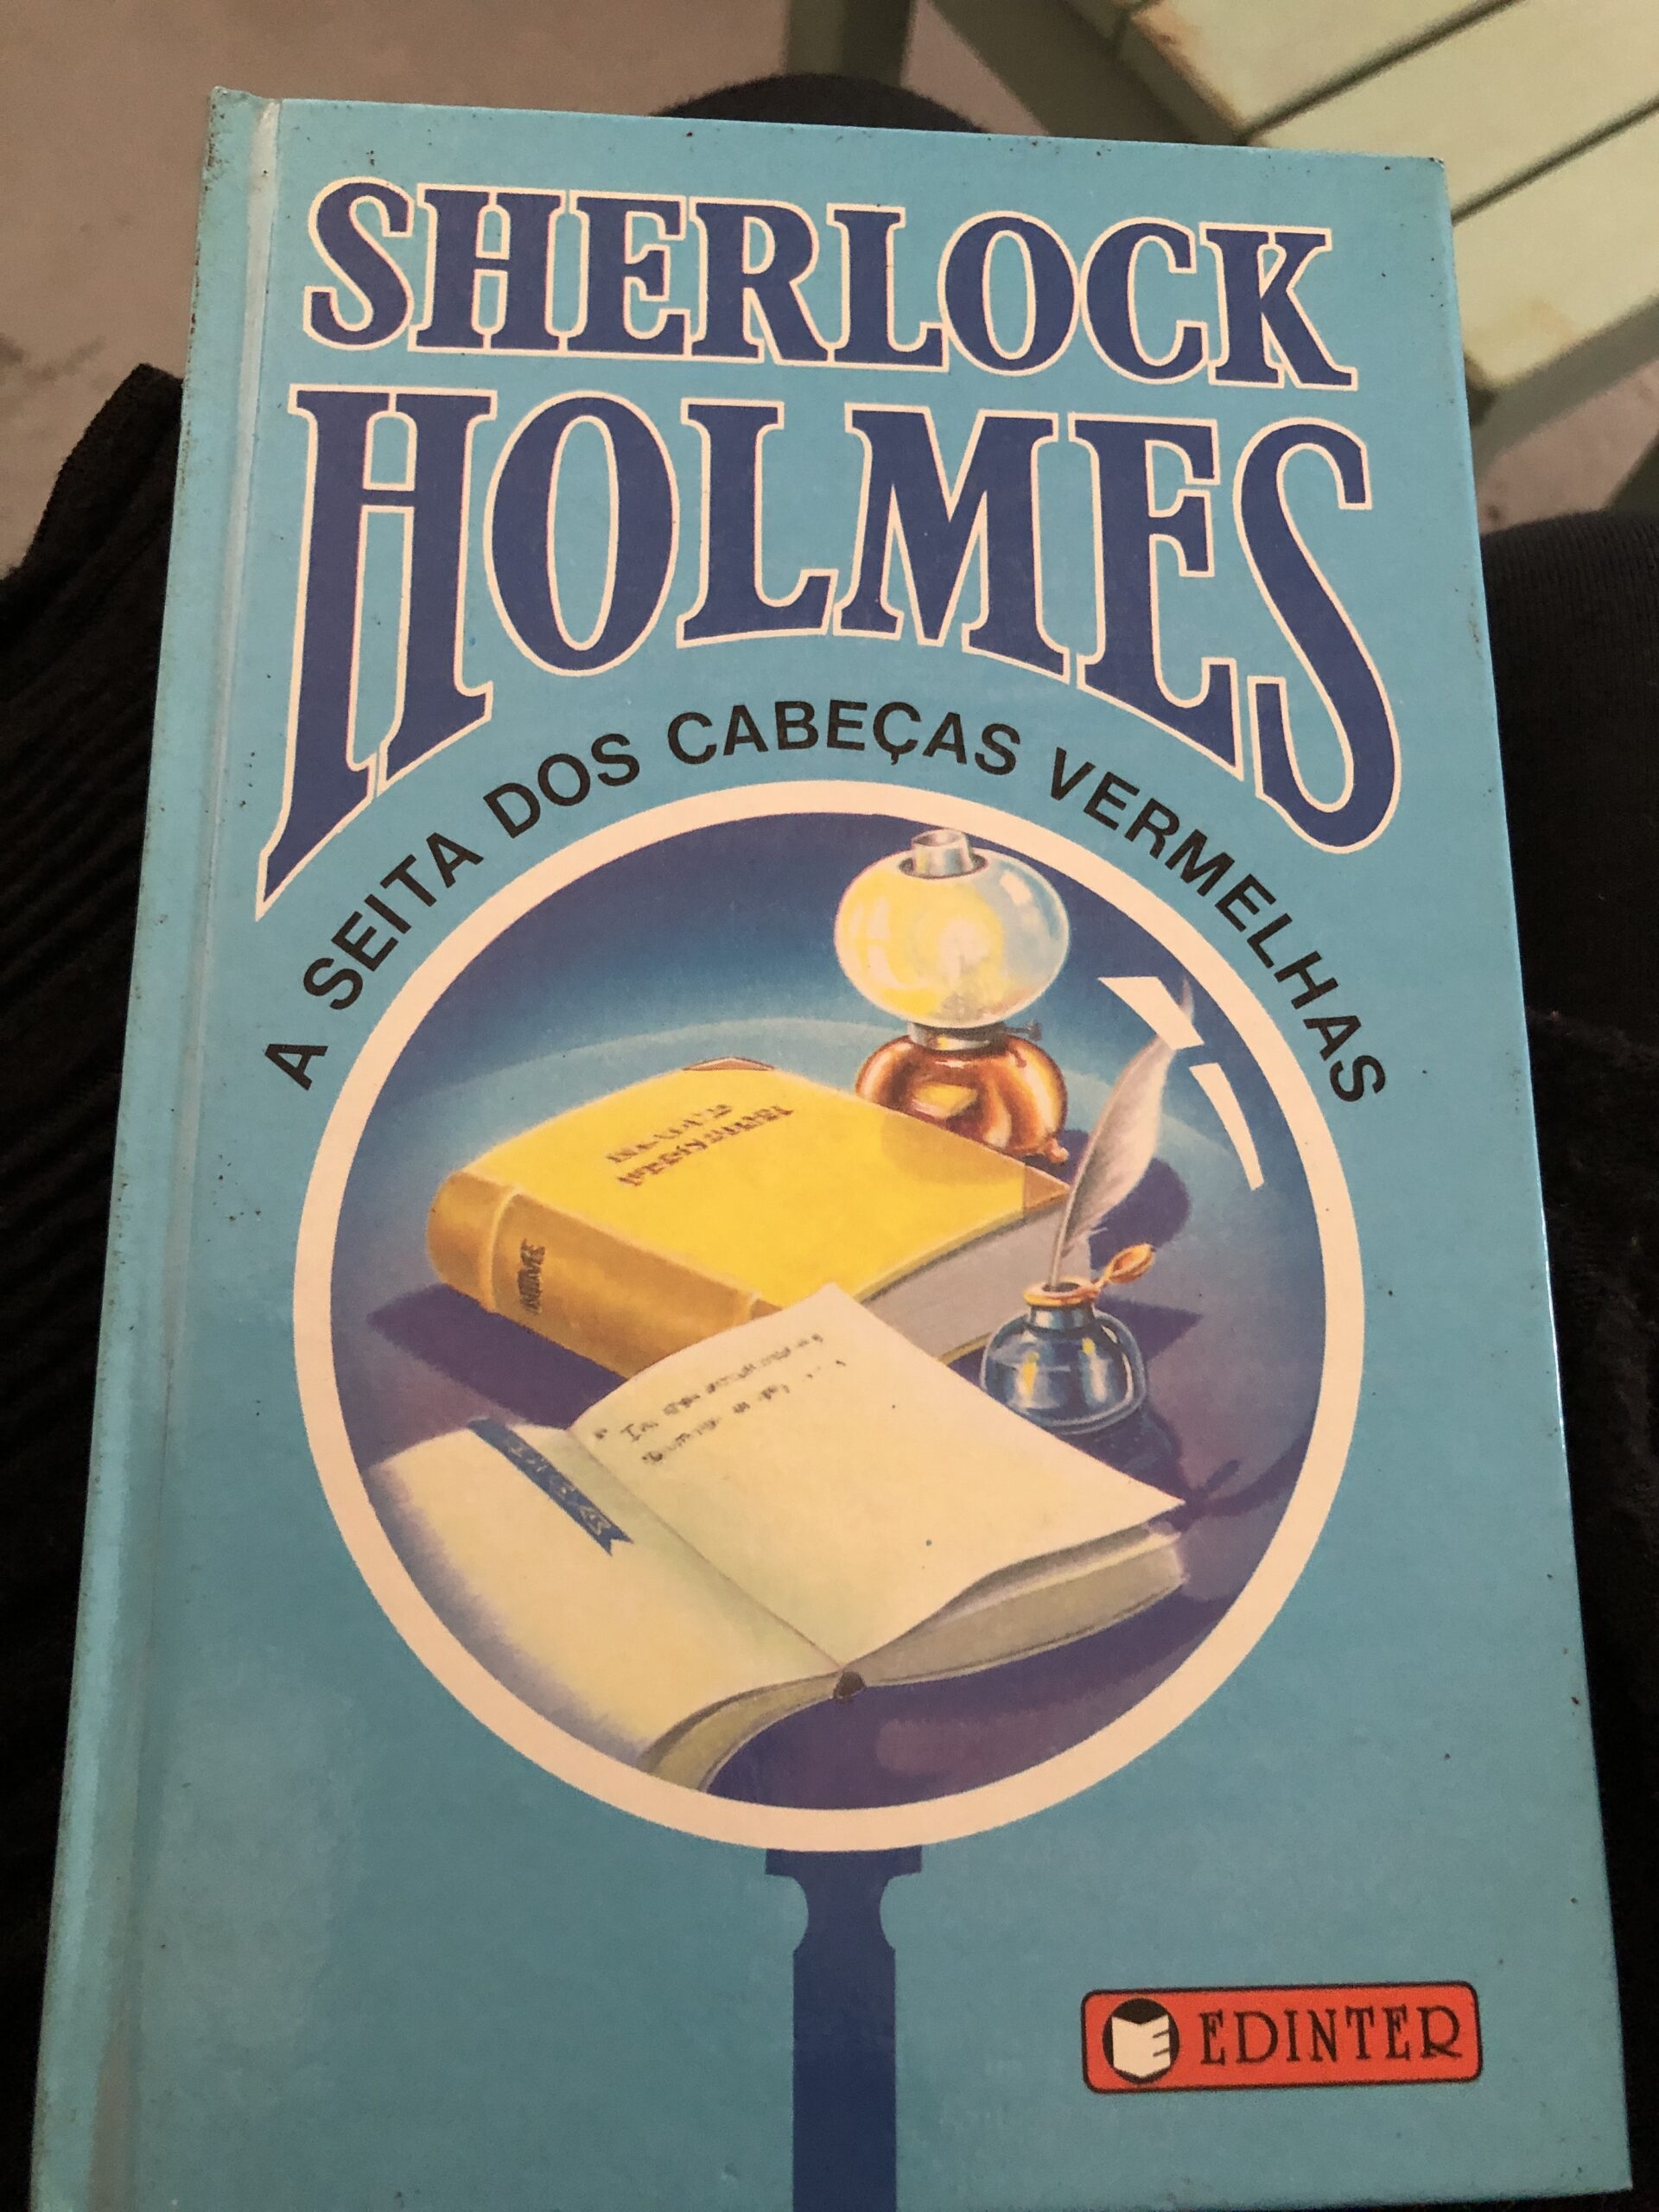 SHERLOCK
HOLMES
A SEITA DOS CABEÇAS VERMELHAS
EDINTER